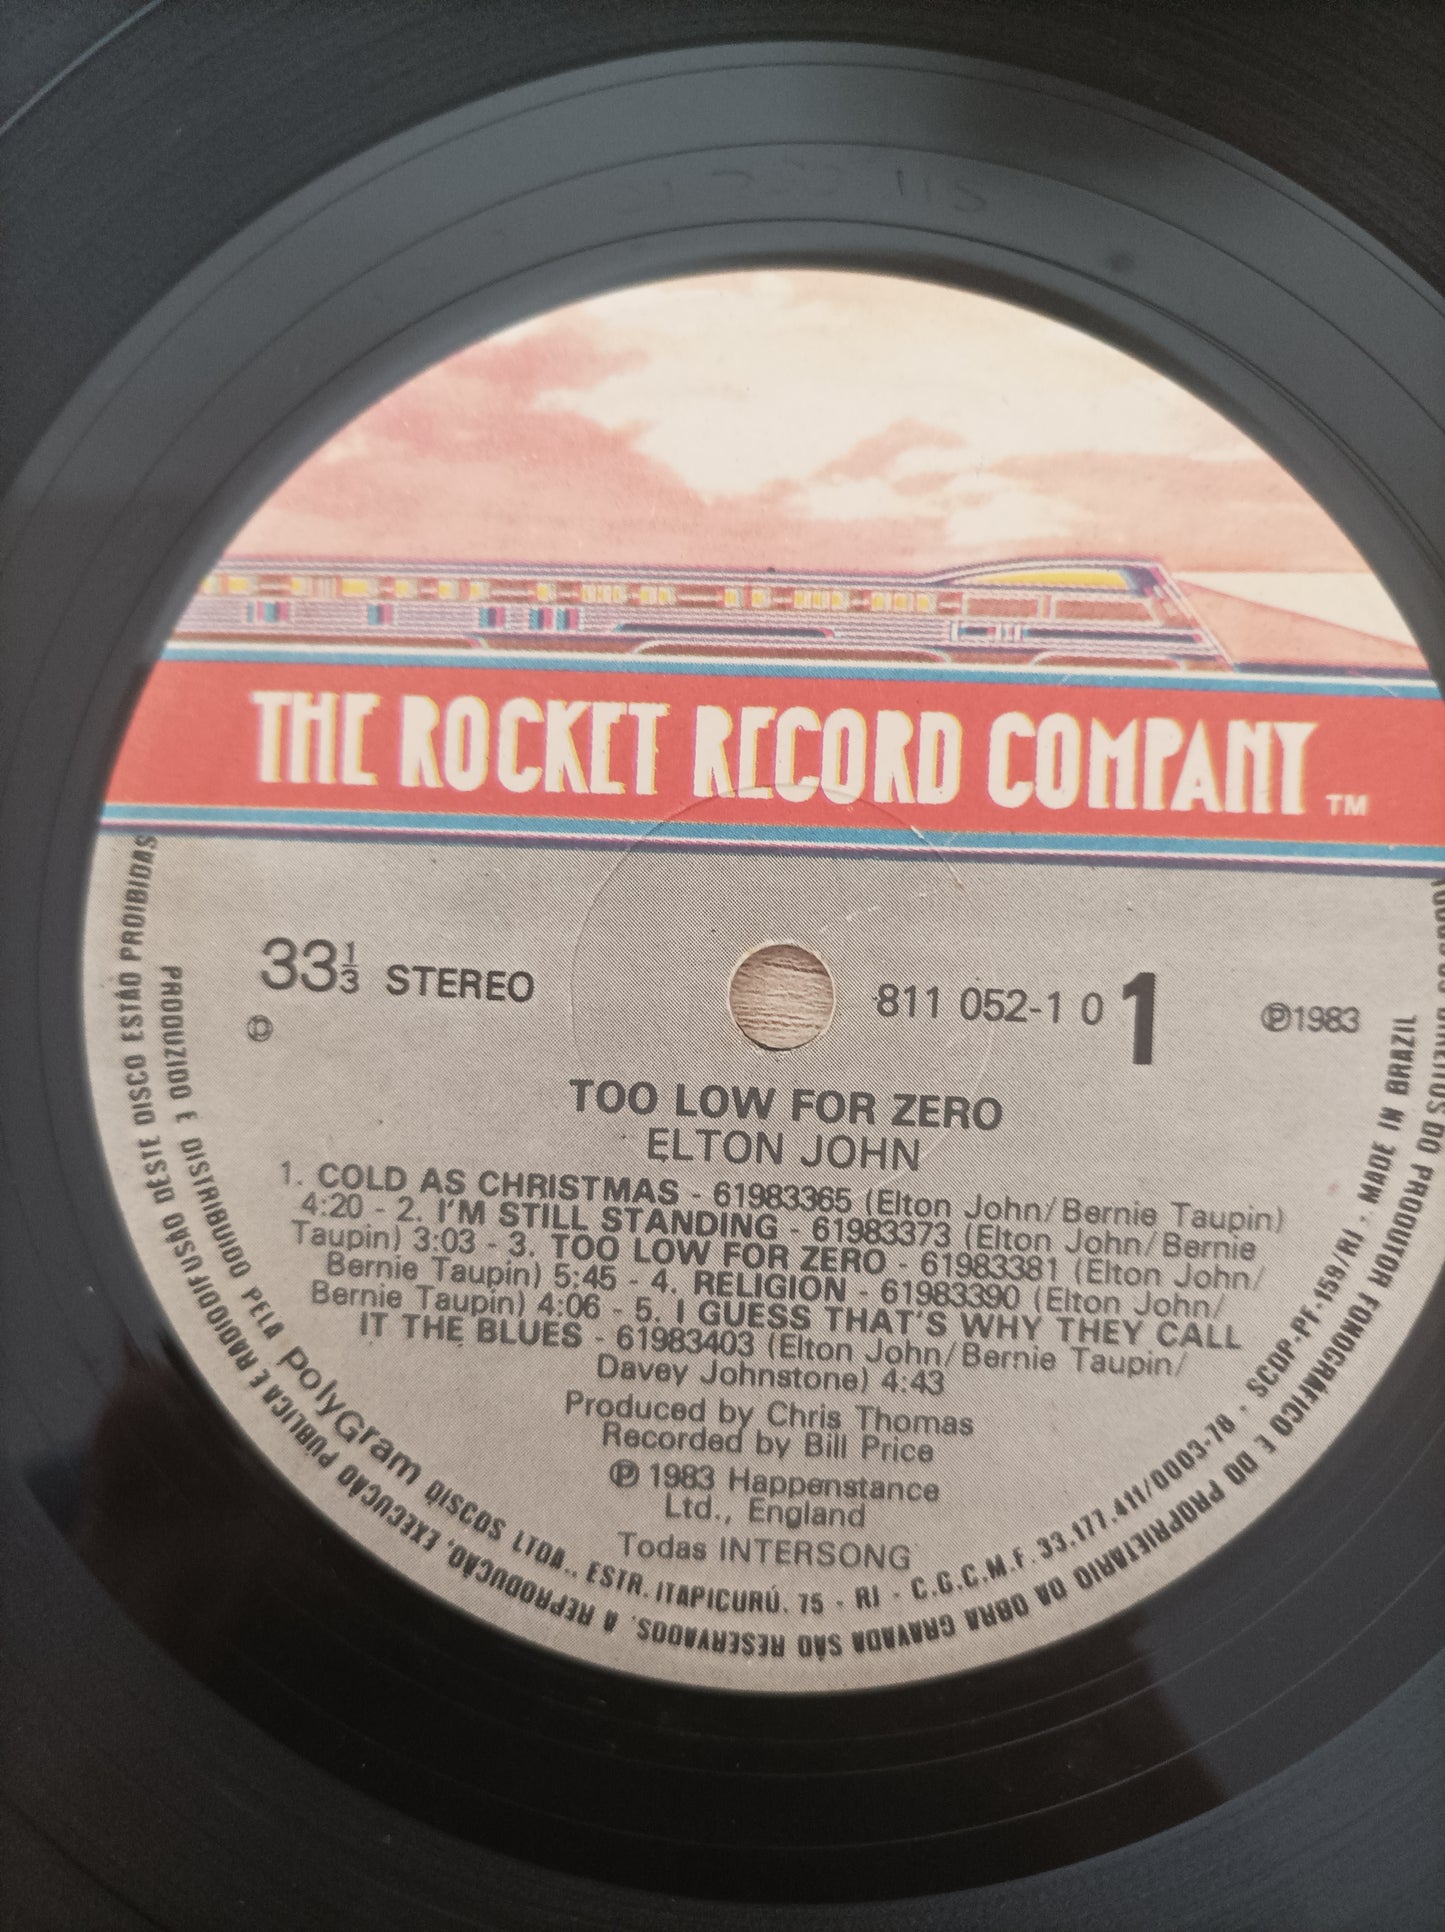 THE ROCKET RECORD COMPANY TM
33 1/3 STEREO
811 052-1 0 1
Ⓟ1983
TOO LOW FOR ZERO
ELTON JOHN
1. COLD AS CHRISTMAS - 61983365 (Elton John/Bernie Taupin)
4:20 - 2. I'M STILL STANDING - 61983373 (Elton John/Bernie
Taupin) 3:03 - 3. TOO LOW FOR ZERO - 61983381 (Elton John/
Bernie Taupin) 5:45 - 4. RELIGION - 61983390 (Elton John/
Bernie Taupin) 4:06 - 5. I GUESS THAT'S WHY THEY CALL
IT THE BLUES - 61983403 (Elton John/Bernie Taupin/
Davey Johnstone) 4:43
Produced by Chris Thomas
Recorded by Bill Price
Ⓟ 1983 Happenstance
Ltd., England
Todas INTERSONG
PRODUZIDO E DISTRIBUIDO PELA PolyGram DISCOS LTDA., ESTR. ITAPICURÚ, 75 - RJ - C.G.C.M.F. 33.177.411/0003-78 - SCDP-PF-159/RJ - MADE IN BRAZIL
DIREITOS DO PRODUTOR FONOGRÁFICO E DO PROPRIETÁRIO DA OBRA GRAVADA SÃO RESERVADOS. A REPRODUÇÃO, EXECUÇÃO PÚBLICA E RADIODIFUSÃO DESTE DISCO ESTÃO PROIBIDAS